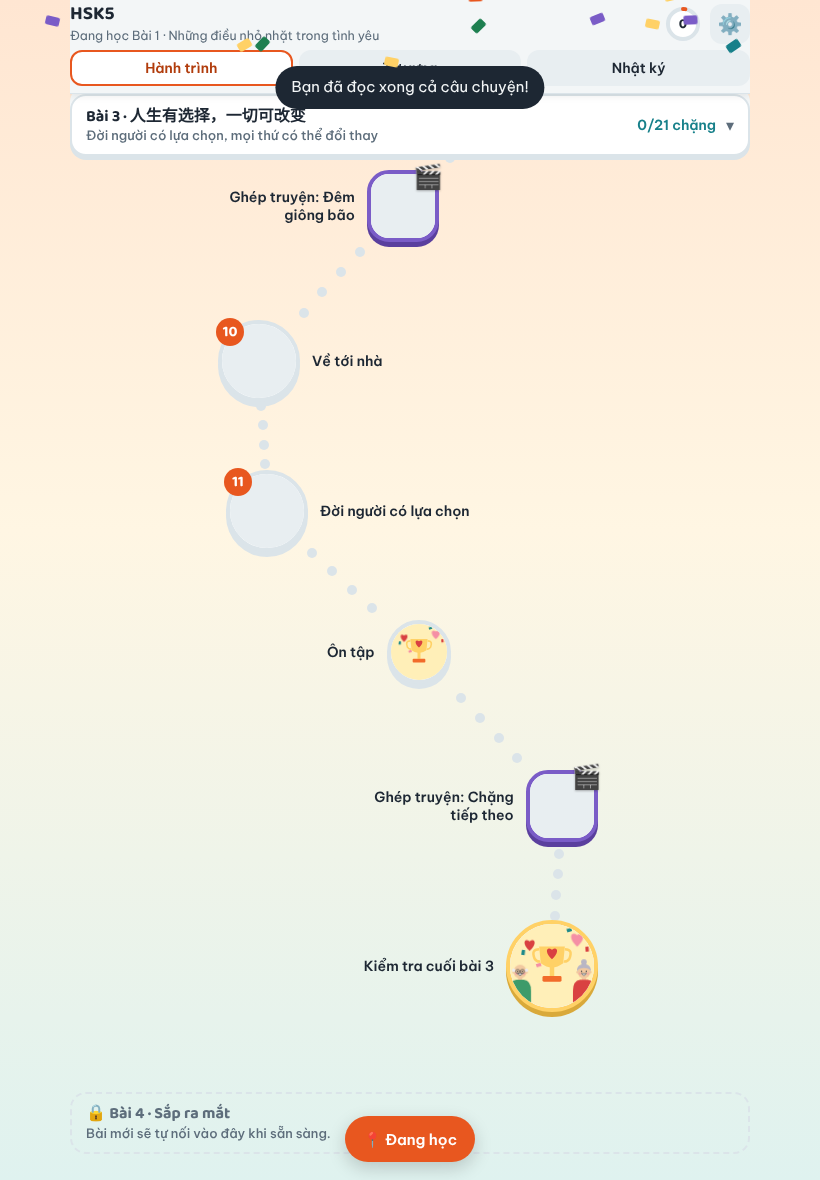 HSK5
Đang học Bài 1 · Những điều nhỏ nhặt trong tình yêu
0
Hành trình
Nhật ký
Bạn đã đọc xong cả câu chuyện!
Bài 3 · 人生有选择，一切可改变
Đời người có lựa chọn, mọi thứ có thể đổi thay
0/21 chặng ▾
Ghép truyện: Đêm
giông bão
10
Về tới nhà
11
Đời người có lựa chọn
Ôn tập
Ghép truyện: Chặng
tiếp theo
Kiểm tra cuối bài 3
Bài 4 · Sắp ra mắt
Bài mới sẽ tự nối vào đây khi sẵn sàng.
Đang học